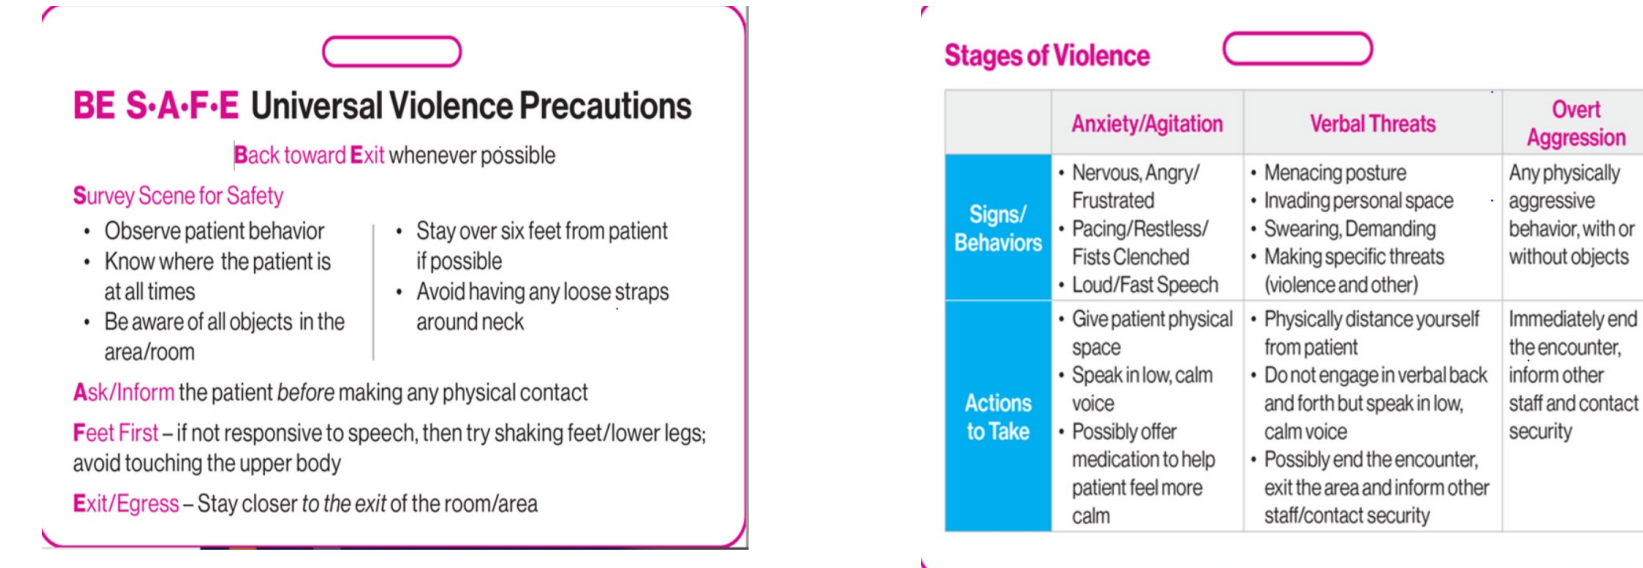 BE S•A•F•E Universal Violence Precautions
Back toward Exit whenever possible
Survey Scene for Safety
• Observe patient behavior
• Know where the patient is
at all times
• Be aware of all objects in the
area/room
• Stay over six feet from patient
if possible
• Avoid having any loose straps
around neck
Ask/Inform the patient before making any physical contact
Feet First – if not responsive to speech, then try shaking feet/lower legs;
avoid touching the upper body
Exit/Egress – Stay closer to the exit of the room/area
Stages of Violence
Anxiety/Agitation
Verbal Threats
Overt
Aggression
Signs/
Behaviors
• Nervous, Angry/
Frustrated
• Pacing/Restless/
Fists Clenched
• Loud/Fast Speech
• Menacing posture
• Invading personal space
• Swearing, Demanding
• Making specific threats
(violence and other)
Any physically
aggressive
behavior, with or
without objects
Actions
to Take
• Give patient physical
space
• Speak in low, calm
voice
• Possibly offer
medication to help
patient feel more
calm
• Physically distance yourself
from patient
• Do not engage in verbal back
and forth but speak in low,
calm voice
• Possibly end the encounter,
exit the area and inform other
staff/contact security
Immediately end
the encounter,
inform other
staff and contact
security